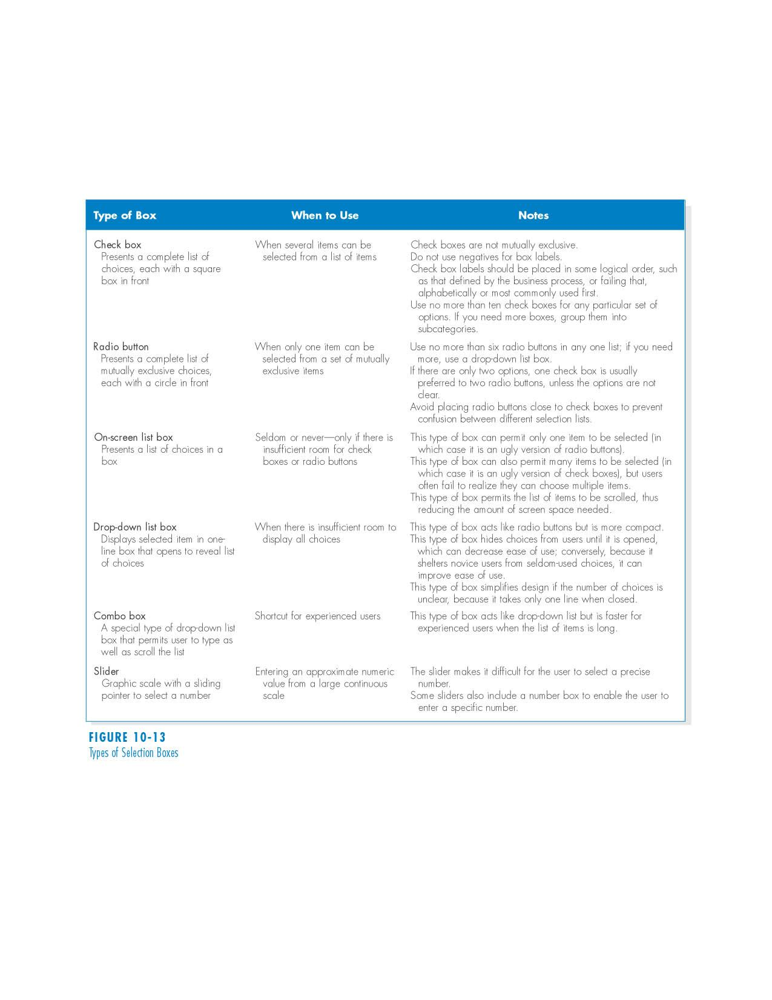 Type of Box When to Use Notes
Check box
Presents a complete list of
choices, each with a square
box in front
When several items can be
selected from a list of items
Check boxes are not mutually exclusive.
Do not use negatives for box labels.
Check box labels should be placed in some logical order, such
as that defined by the business process, or failing that,
alphabetically or most commonly used first.
Use no more than ten check boxes for any particular set of
options. If you need more boxes, group them into
subcategories.
Radio button
Presents a complete list of
mutually exclusive choices,
each with a circle in front
When only one item can be
selected from a set of mutually
exclusive items
Use no more than six radio buttons in any one list; if you need
more, use a drop-down list box.
If there are only two options, one check box is usually
preferred to two radio buttons, unless the options are not
clear.
Avoid placing radio buttons close to check boxes to prevent
confusion between different selection lists.
On-screen list box
Presents a list of choices in a
box
Seldom or never—only if there is
insufficient room for check
boxes or radio buttons
This type of box can permit only one item to be selected (in
which case it is an ugly version of radio buttons).
This type of box can also permit many items to be selected (in
which case it is an ugly version of check boxes), but users
often fail to realize they can choose multiple items.
This type of box permits the list of items to be scrolled, thus
reducing the amount of screen space needed.
Drop-down list box
Displays selected item in one-
line box that opens to reveal list
of choices
When there is insufficient room to
display all choices
This type of box acts like radio buttons but is more compact.
This type of box hides choices from users until it is opened,
which can decrease ease of use; conversely, because it
shelters novice users from seldom-used choices, it can
improve ease of use.
This type of box simplifies design if the number of choices is
unclear, because it takes only one line when closed.
Combo box
A special type of drop-down list
box that permits user to type as
well as scroll the list
Shortcut for experienced users
This type of box acts like drop-down list but is faster for
experienced users when the list of items is long.
Slider
Graphic scale with a sliding
pointer to select a number
Entering an approximate numeric
value from a large continuous
scale
The slider makes it difficult for the user to select a precise
number.
Some sliders also include a number box to enable the user to
enter a specific number.
FIGURE 10-13
Types of Selection Boxes